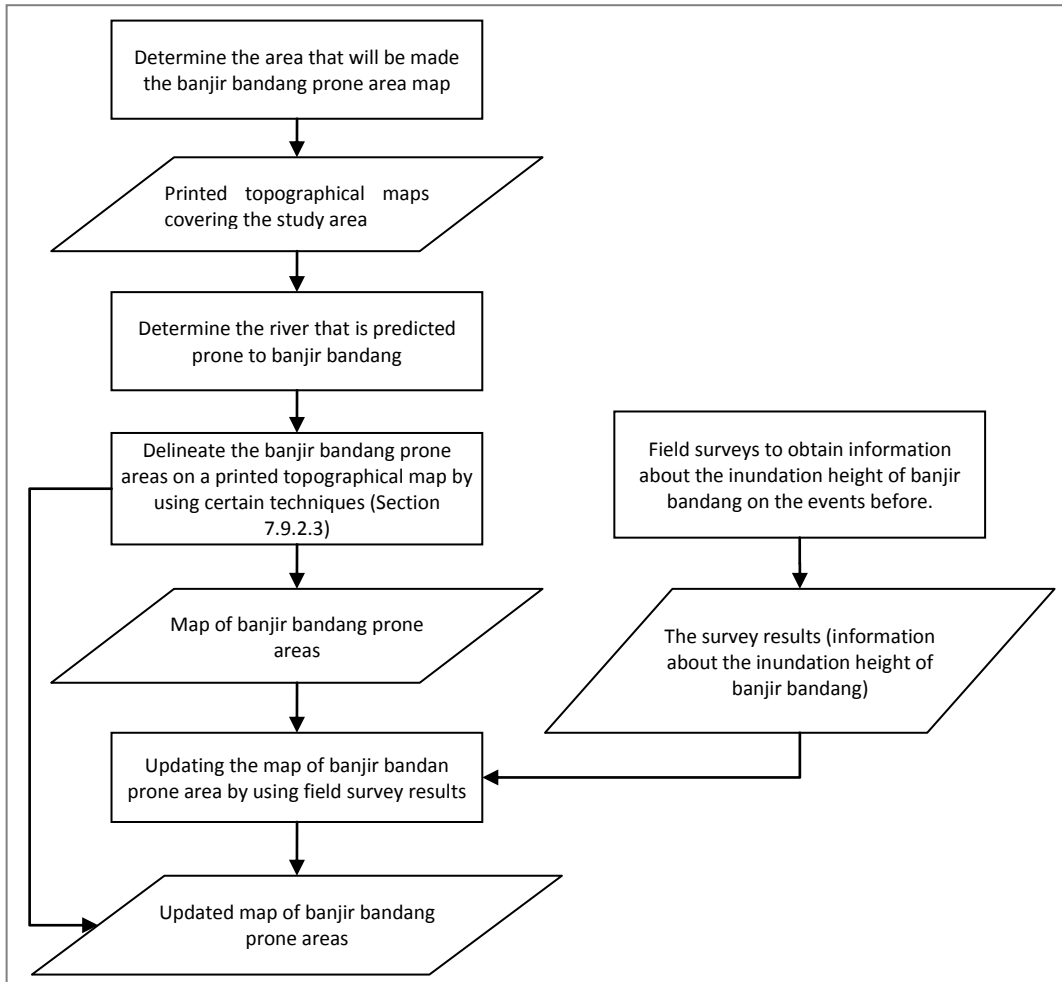 Determine the area that will be made
the banjir bandang prone area map
Printed topographical maps
covering the study area
Determine the river that is predicted
prone to banjir bandang
Delineate the banjir bandang prone
areas on a printed topographical map by
using certain techniques (Section
7.9.2.3)
Field surveys to obtain information
about the inundation height of banjir
bandang on the events before.
Map of banjir bandang prone
areas
The survey results (information
about the inundation height of
banjir bandang)
Updating the map of banjir bandan
prone area by using field survey results
Updated map of banjir bandang
prone areas